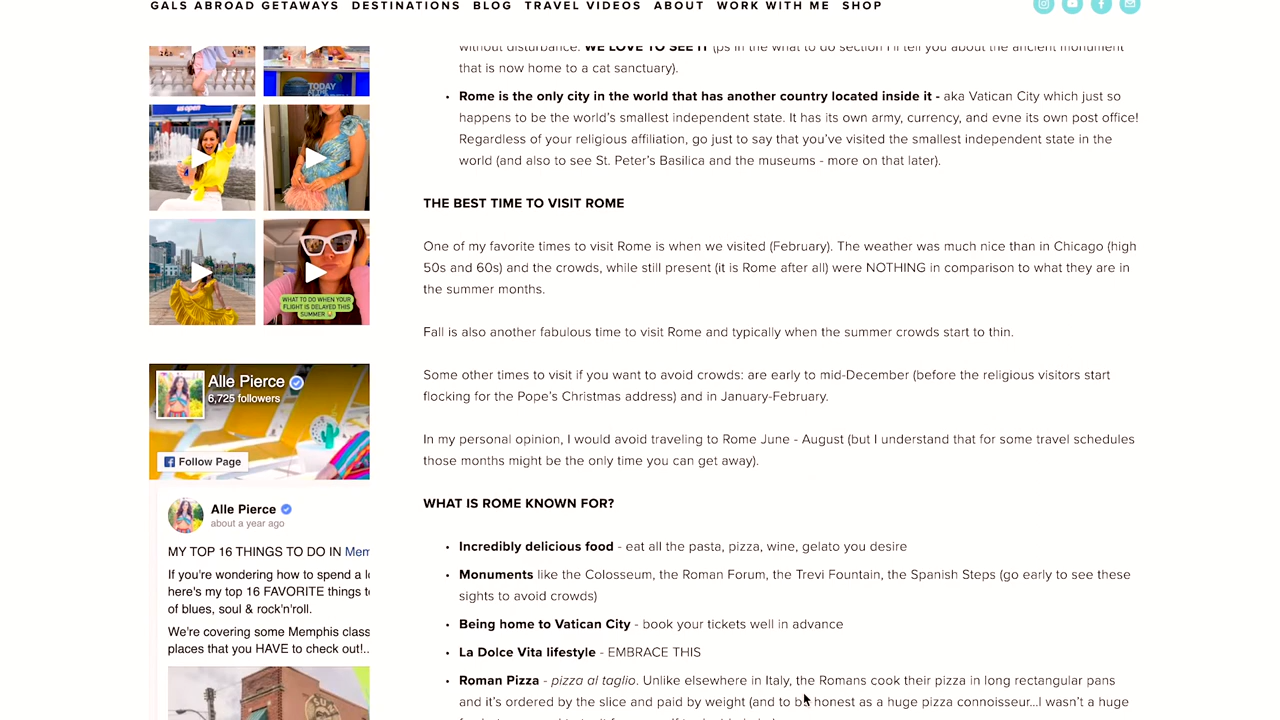 GALS ABROAD GETAWAYS DESTINATIONS BLOG TRAVEL VIDEOS ABOUT WORK WITH ME SHOP
without disturbance. WE LOVE TO SEE IT (ps in the what to do section I'll tell you about the ancient monument
that is now home to a cat sanctuary).
• Rome is the only city in the world that has another country located inside it - aka Vatican City which just so
happens to be the world's smallest independent state. It has its own army, currency, and evne its own post office!
Regardless of your religious affiliation, go just to say that you've visited the smallest independent state in the
world (and also to see St. Peter's Basilica and the museums - more on that later).
THE BEST TIME TO VISIT ROME
One of my favorite times to visit Rome is when we visited (February). The weather was much nice than in Chicago (high
50s and 60s) and the crowds, while still present (it is Rome after all) were NOTHING in comparison to what they are in
the summer months.
Fall is also another fabulous time to visit Rome and typically when the summer crowds start to thin.
Some other times to visit if you want to avoid crowds: are early to mid-December (before the religious visitors start
flocking for the Pope's Christmas address) and in January-February.
In my personal opinion, I would avoid traveling to Rome June - August (but I understand that for some travel schedules
those months might be the only time you can get away).
WHAT IS ROME KNOWN FOR?
• Incredibly delicious food - eat all the pasta, pizza, wine, gelato you desire
• Monuments like the Colosseum, the Roman Forum, the Trevi Fountain, the Spanish Steps (go early to see these
sights to avoid crowds)
• Being home to Vatican City - book your tickets well in advance
• La Dolce Vita lifestyle - EMBRACE THIS
• Roman Pizza - pizza al taglio. Unlike elsewhere in Italy, the Romans cook their pizza in long rectangular pans
and it's ordered by the slice and paid by weight (and to be honest as a huge pizza connoisseur...I wasn't a huge
TODAY
us open
WHAT TO DO WHEN YOUR
FLIGHT IS DELAYED THIS
SUMMER
Alle Pierce
6,725 followers
Follow Page
Alle Pierce
about a year ago
MY TOP 16 THINGS TO DO IN Mem
If you're wondering how to spend a lo
here's my top 16 FAVORITE things to
of blues, soul & rock'n'roll.
We're covering some Memphis class
places that you HAVE to check out!..